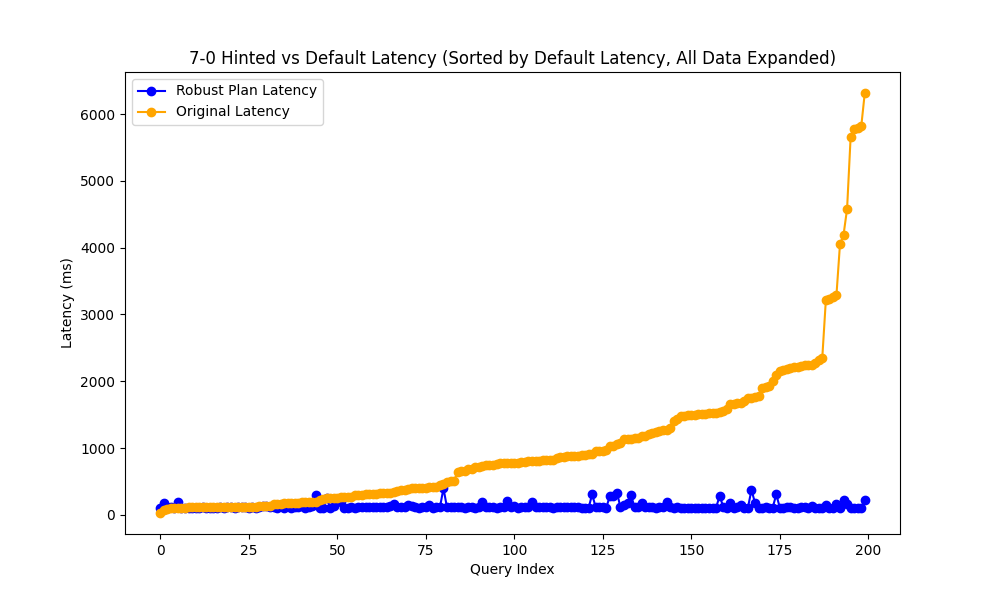 7-0 Hinted vs Default Latency (Sorted by Default Latency, All Data Expanded)
Robust Plan Latency
Original Latency
Latency (ms)
6000
5000
4000
3000
2000
1000
0
0 25 50 75 100 125 150 175 200
Query Index